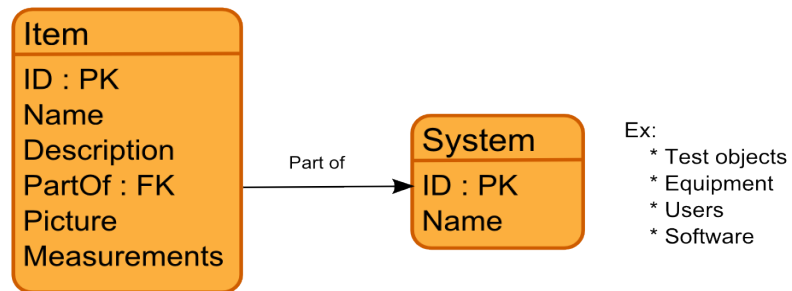 Item
ID : PK
Name
Description
PartOf : FK
Picture
Measurements
Part of
System
ID : PK
Name
Ex:
* Test objects
* Equipment
* Users
* Software